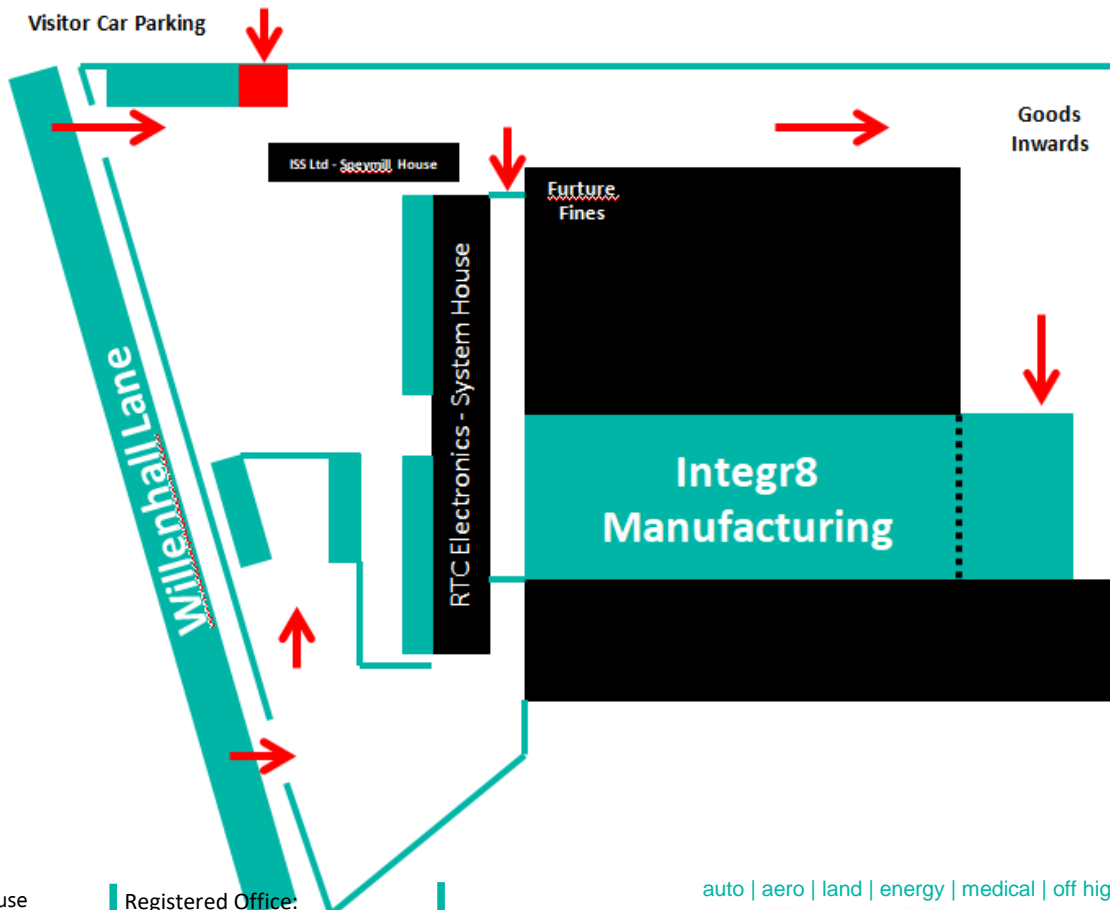 Visitor Car Parking
Goods
Inwards
ISS Ltd - Speymill House
Furture
Fines
RTC Electronics - System House
Willenhall Lane
Integr8
Manufacturing
auto | aero | land | energy | medical | off hig
use
Registered Office: